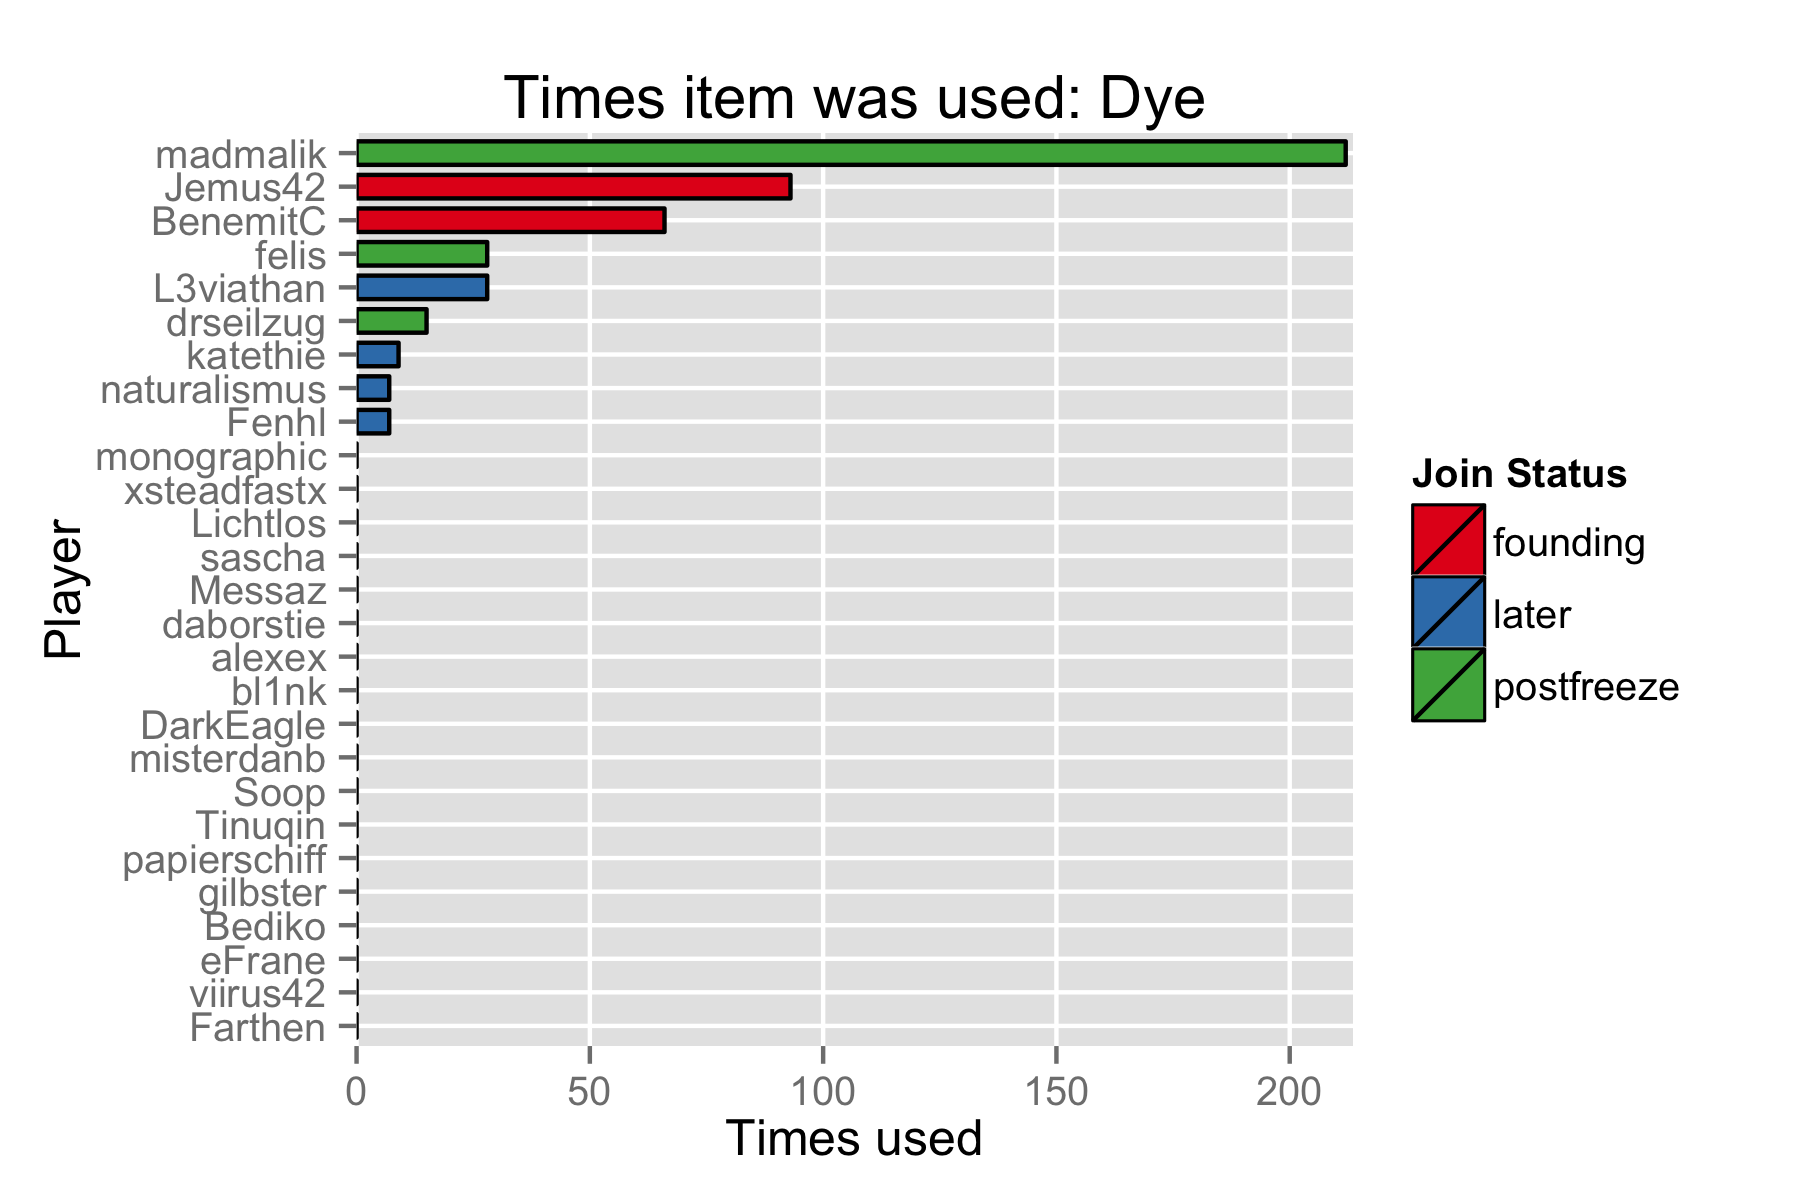 Times item was used: Dye
madmalik
Jemus42
BenemitC
felis
L3viathan
drseilzug
katethie
naturalismus
Fenhl
monographic
xsteadfastx
Lichtlos
sascha
Messaz
daborstie
alexex
bl1nk
DarkEagle
misterdanb
Soop
Tinuqin
papierschiff
gilbster
Bediko
eFrane
viirus42
Farthen
Player
0 50 100 150 200
Times used
Join Status
founding
later
postfreeze